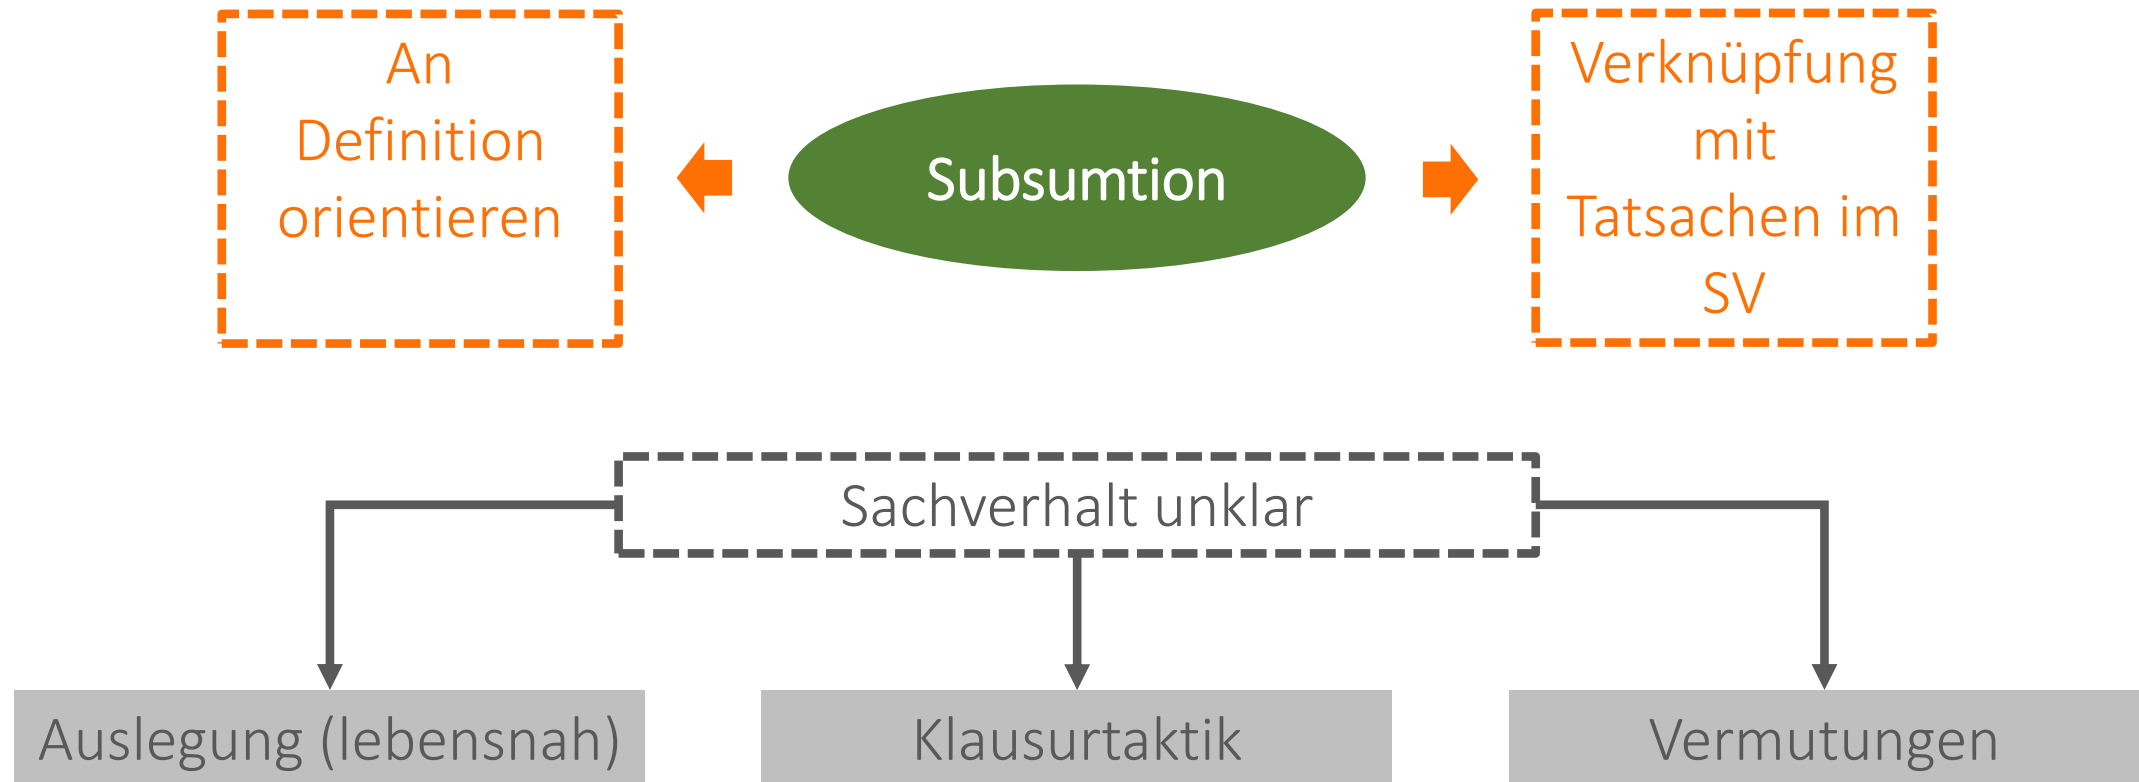 An
Definition
orientieren
Subsumtion
Verknüpfung
mit
Tatsachen im
SV
Sachverhalt unklar
Auslegung (lebensnah)
Klausurtaktik
Vermutungen